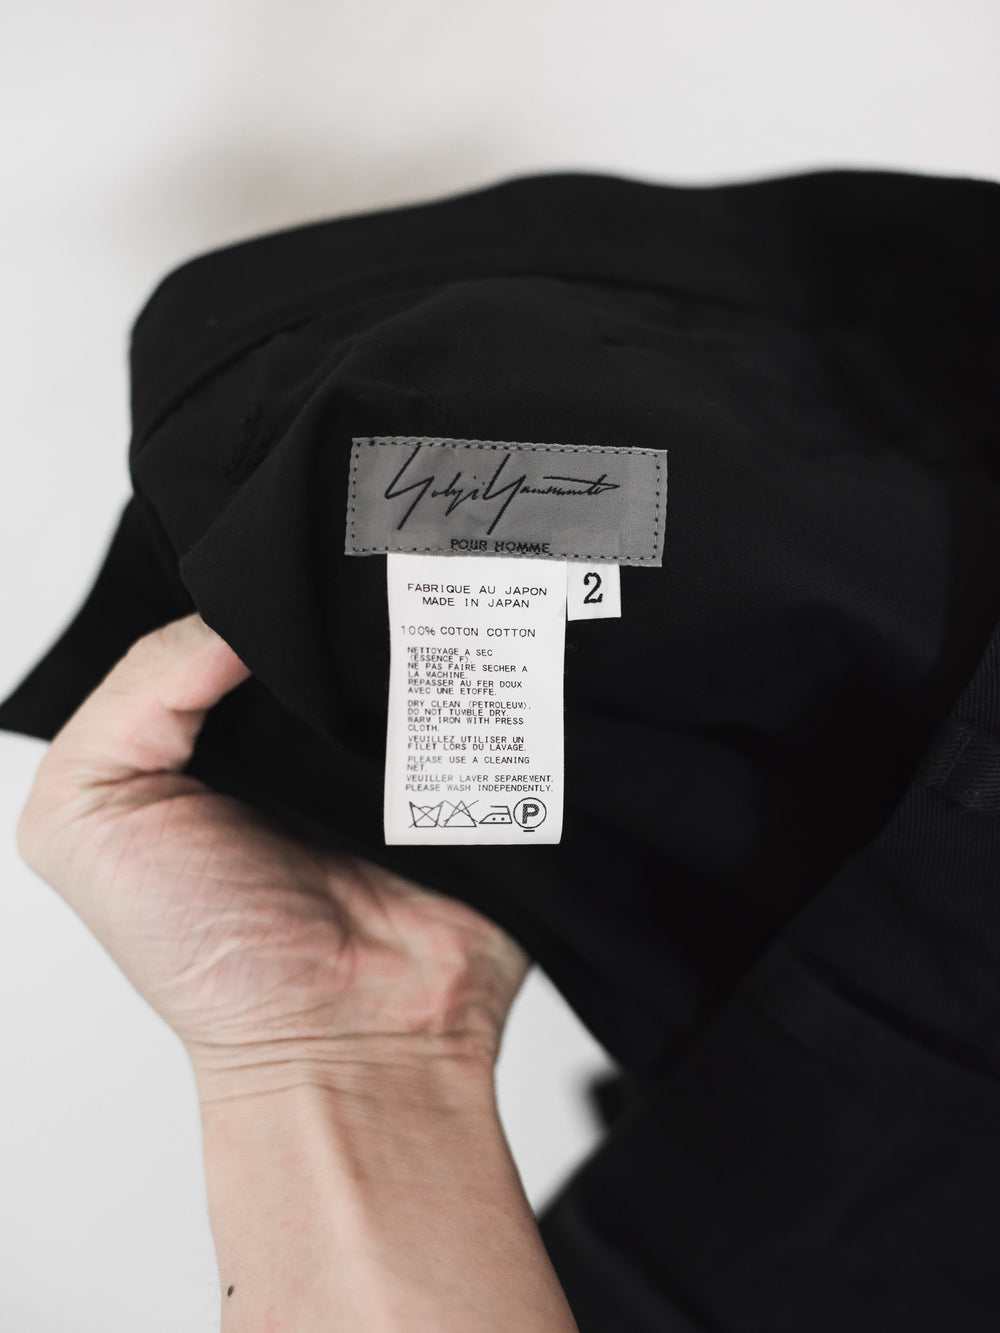 Yohji Yamamoto
POUR HOMME
2
FABRIQUE AU JAPON
MADE IN JAPAN
100% COTON COTTON
NETTOYAGE A SEC
(ESSENCE F).
NE PAS FAIRE SECHER A
LA MACHINE.
REPASSER AU FER DOUX
AVEC UNE ETOFFE.
DRY CLEAN (PETROLEUM).
DO NOT TUMBLE DRY.
WARM IRON WITH PRESS
CLOTH.
VEUILLEZ UTILISER UN
FILET LORS DU LAVAGE.
PLEASE USE A CLEANING
NET.
VEUILLER LAVER SEPAREMENT.
PLEASE WASH INDEPENDENTLY.
P